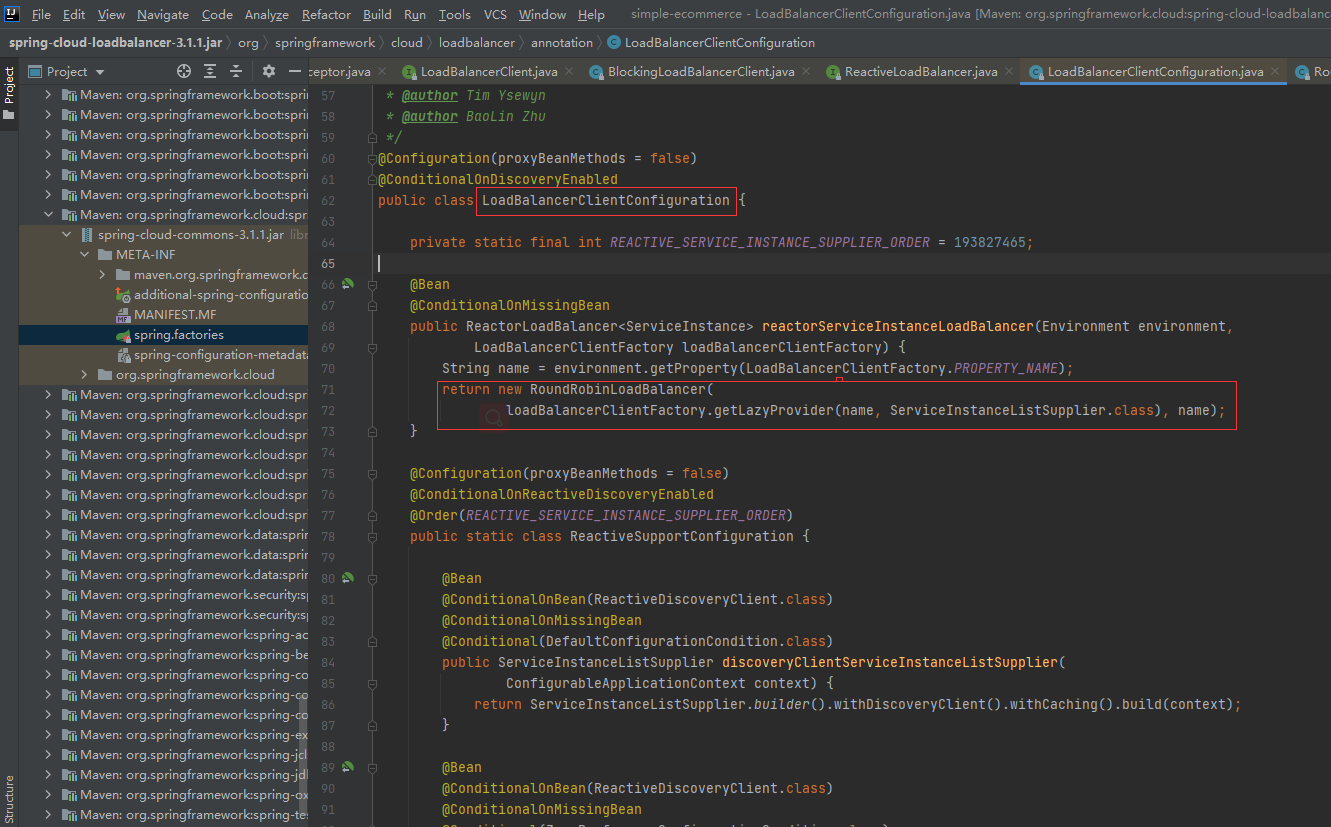 File Edit View Navigate Code Analyze Refactor Build Run Tools VCS Window Help simple-ecommerce - LoadBalancerClientConfiguration.java [Maven: org.springframework.cloud:spring-cloud-loadbalanc
spring-cloud-loadbalancer-3.1.1.jar org springframework cloud loadbalancer annotation LoadBalancerClientConfiguration
Project
Structure
Project
ceptor.java LoadBalancerClient.java BlockingLoadBalancerClient.java ReactiveLoadBalancer.java LoadBalancerClientConfiguration.java Ro
Maven: org.springframework.boot:spri
Maven: org.springframework.boot:spri
Maven: org.springframework.boot:spri
Maven: org.springframework.boot:spri
Maven: org.springframework.boot:spri
Maven: org.springframework.boot:spri
Maven: org.springframework.cloud:spr
spring-cloud-commons-3.1.1.jar libr
META-INF
maven.org.springframework.c
additional-spring-configuratio
MANIFEST.MF
spring.factories
spring-configuration-metadata
org.springframework.cloud
Maven: org.springframework.cloud:spr
Maven: org.springframework.cloud:spr
Maven: org.springframework.cloud:spr
Maven: org.springframework.cloud:spr
Maven: org.springframework.cloud:spr
Maven: org.springframework.cloud:spr
Maven: org.springframework.cloud:spr
Maven: org.springframework.data:sprin
Maven: org.springframework.data:sprin
Maven: org.springframework.data:sprin
Maven: org.springframework.security:sp
Maven: org.springframework.security:sp
Maven: org.springframework:spring-ao
Maven: org.springframework:spring-be
Maven: org.springframework:spring-co
Maven: org.springframework:spring-co
Maven: org.springframework:spring-co
Maven: org.springframework:spring-ex
Maven: org.springframework:spring-jcl
Maven: org.springframework:spring-jd
Maven: org.springframework:spring-ox
Maven: org.springframework:spring-te
57 * @author Tim Ysewyn
58 * @author BaoLin Zhu
59 */
60 @Configuration(proxyBeanMethods = false)
61 @ConditionalOnDiscoveryEnabled
62 public class LoadBalancerClientConfiguration {
63
64 private static final int REACTIVE_SERVICE_INSTANCE_SUPPLIER_ORDER = 193827465;
65
66 @Bean
67 @ConditionalOnMissingBean
68 public ReactorLoadBalancer<ServiceInstance> reactorServiceInstanceLoadBalancer(Environment environment,
69 LoadBalancerClientFactory loadBalancerClientFactory) {
70 String name = environment.getProperty(LoadBalancerClientFactory.PROPERTY_NAME);
71 return new RoundRobinLoadBalancer(
72 loadBalancerClientFactory.getLazyProvider(name, ServiceInstanceListSupplier.class), name);
73 }
74
75 @Configuration(proxyBeanMethods = false)
76 @ConditionalOnReactiveDiscoveryEnabled
77 @Order(REACTIVE_SERVICE_INSTANCE_SUPPLIER_ORDER)
78 public static class ReactiveSupportConfiguration {
79
80 @Bean
81 @ConditionalOnBean(ReactiveDiscoveryClient.class)
82 @ConditionalOnMissingBean
83 @Conditional(DefaultConfigurationCondition.class)
84 public ServiceInstanceListSupplier discoveryClientServiceInstanceListSupplier(
85 ConfigurableApplicationContext context) {
86 return ServiceInstanceListSupplier.builder().withDiscoveryClient().withCaching().build(context);
87 }
88
89 @Bean
90 @ConditionalOnBean(ReactiveDiscoveryClient.class)
91 @ConditionalOnMissingBean